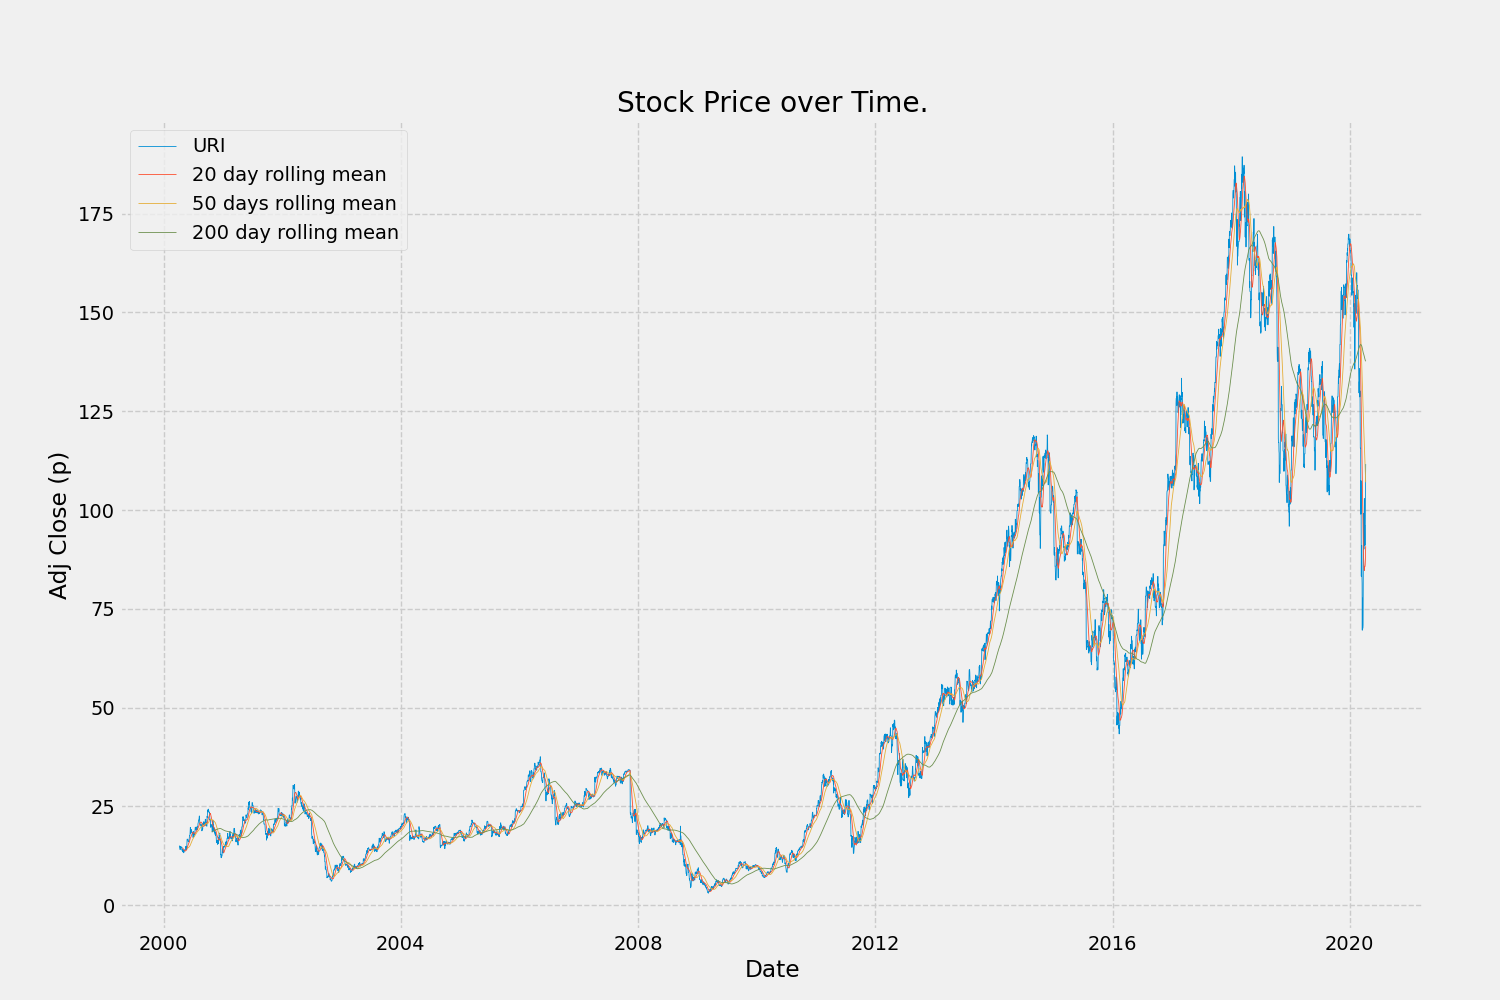 Stock Price over Time.
URI
20 day rolling mean
50 days rolling mean
200 day rolling mean
Adj Close (p)
175
150
125
100
75
50
25
0
2000 2004 2008 2012 2016 2020
Date